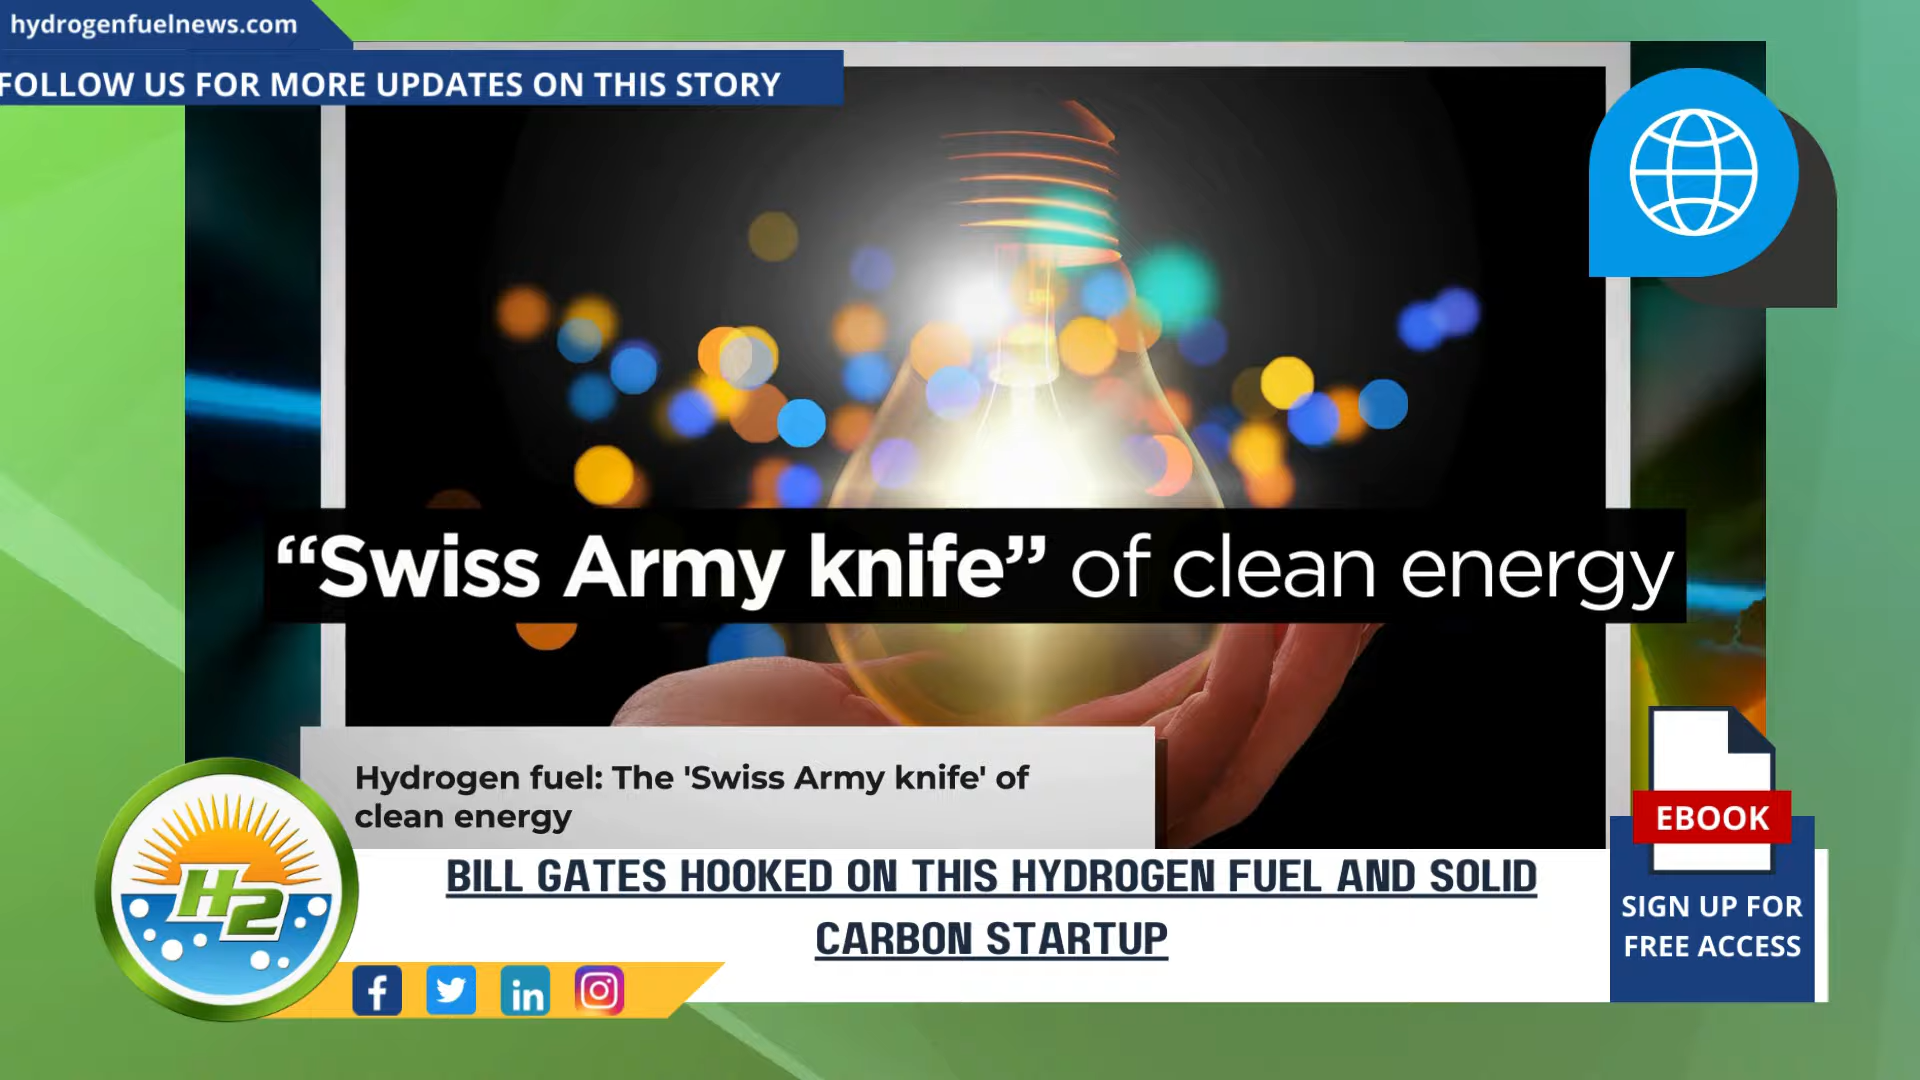 hydrogenfuelnews.com
FOLLOW US FOR MORE UPDATES ON THIS STORY
“Swiss Army knife” of clean energy
Hydrogen fuel: The 'Swiss Army knife' of
clean energy
H2
BILL GATES HOOKED ON THIS HYDROGEN FUEL AND SOLID
CARBON STARTUP
EBOOK
SIGN UP FOR
FREE ACCESS
f
in